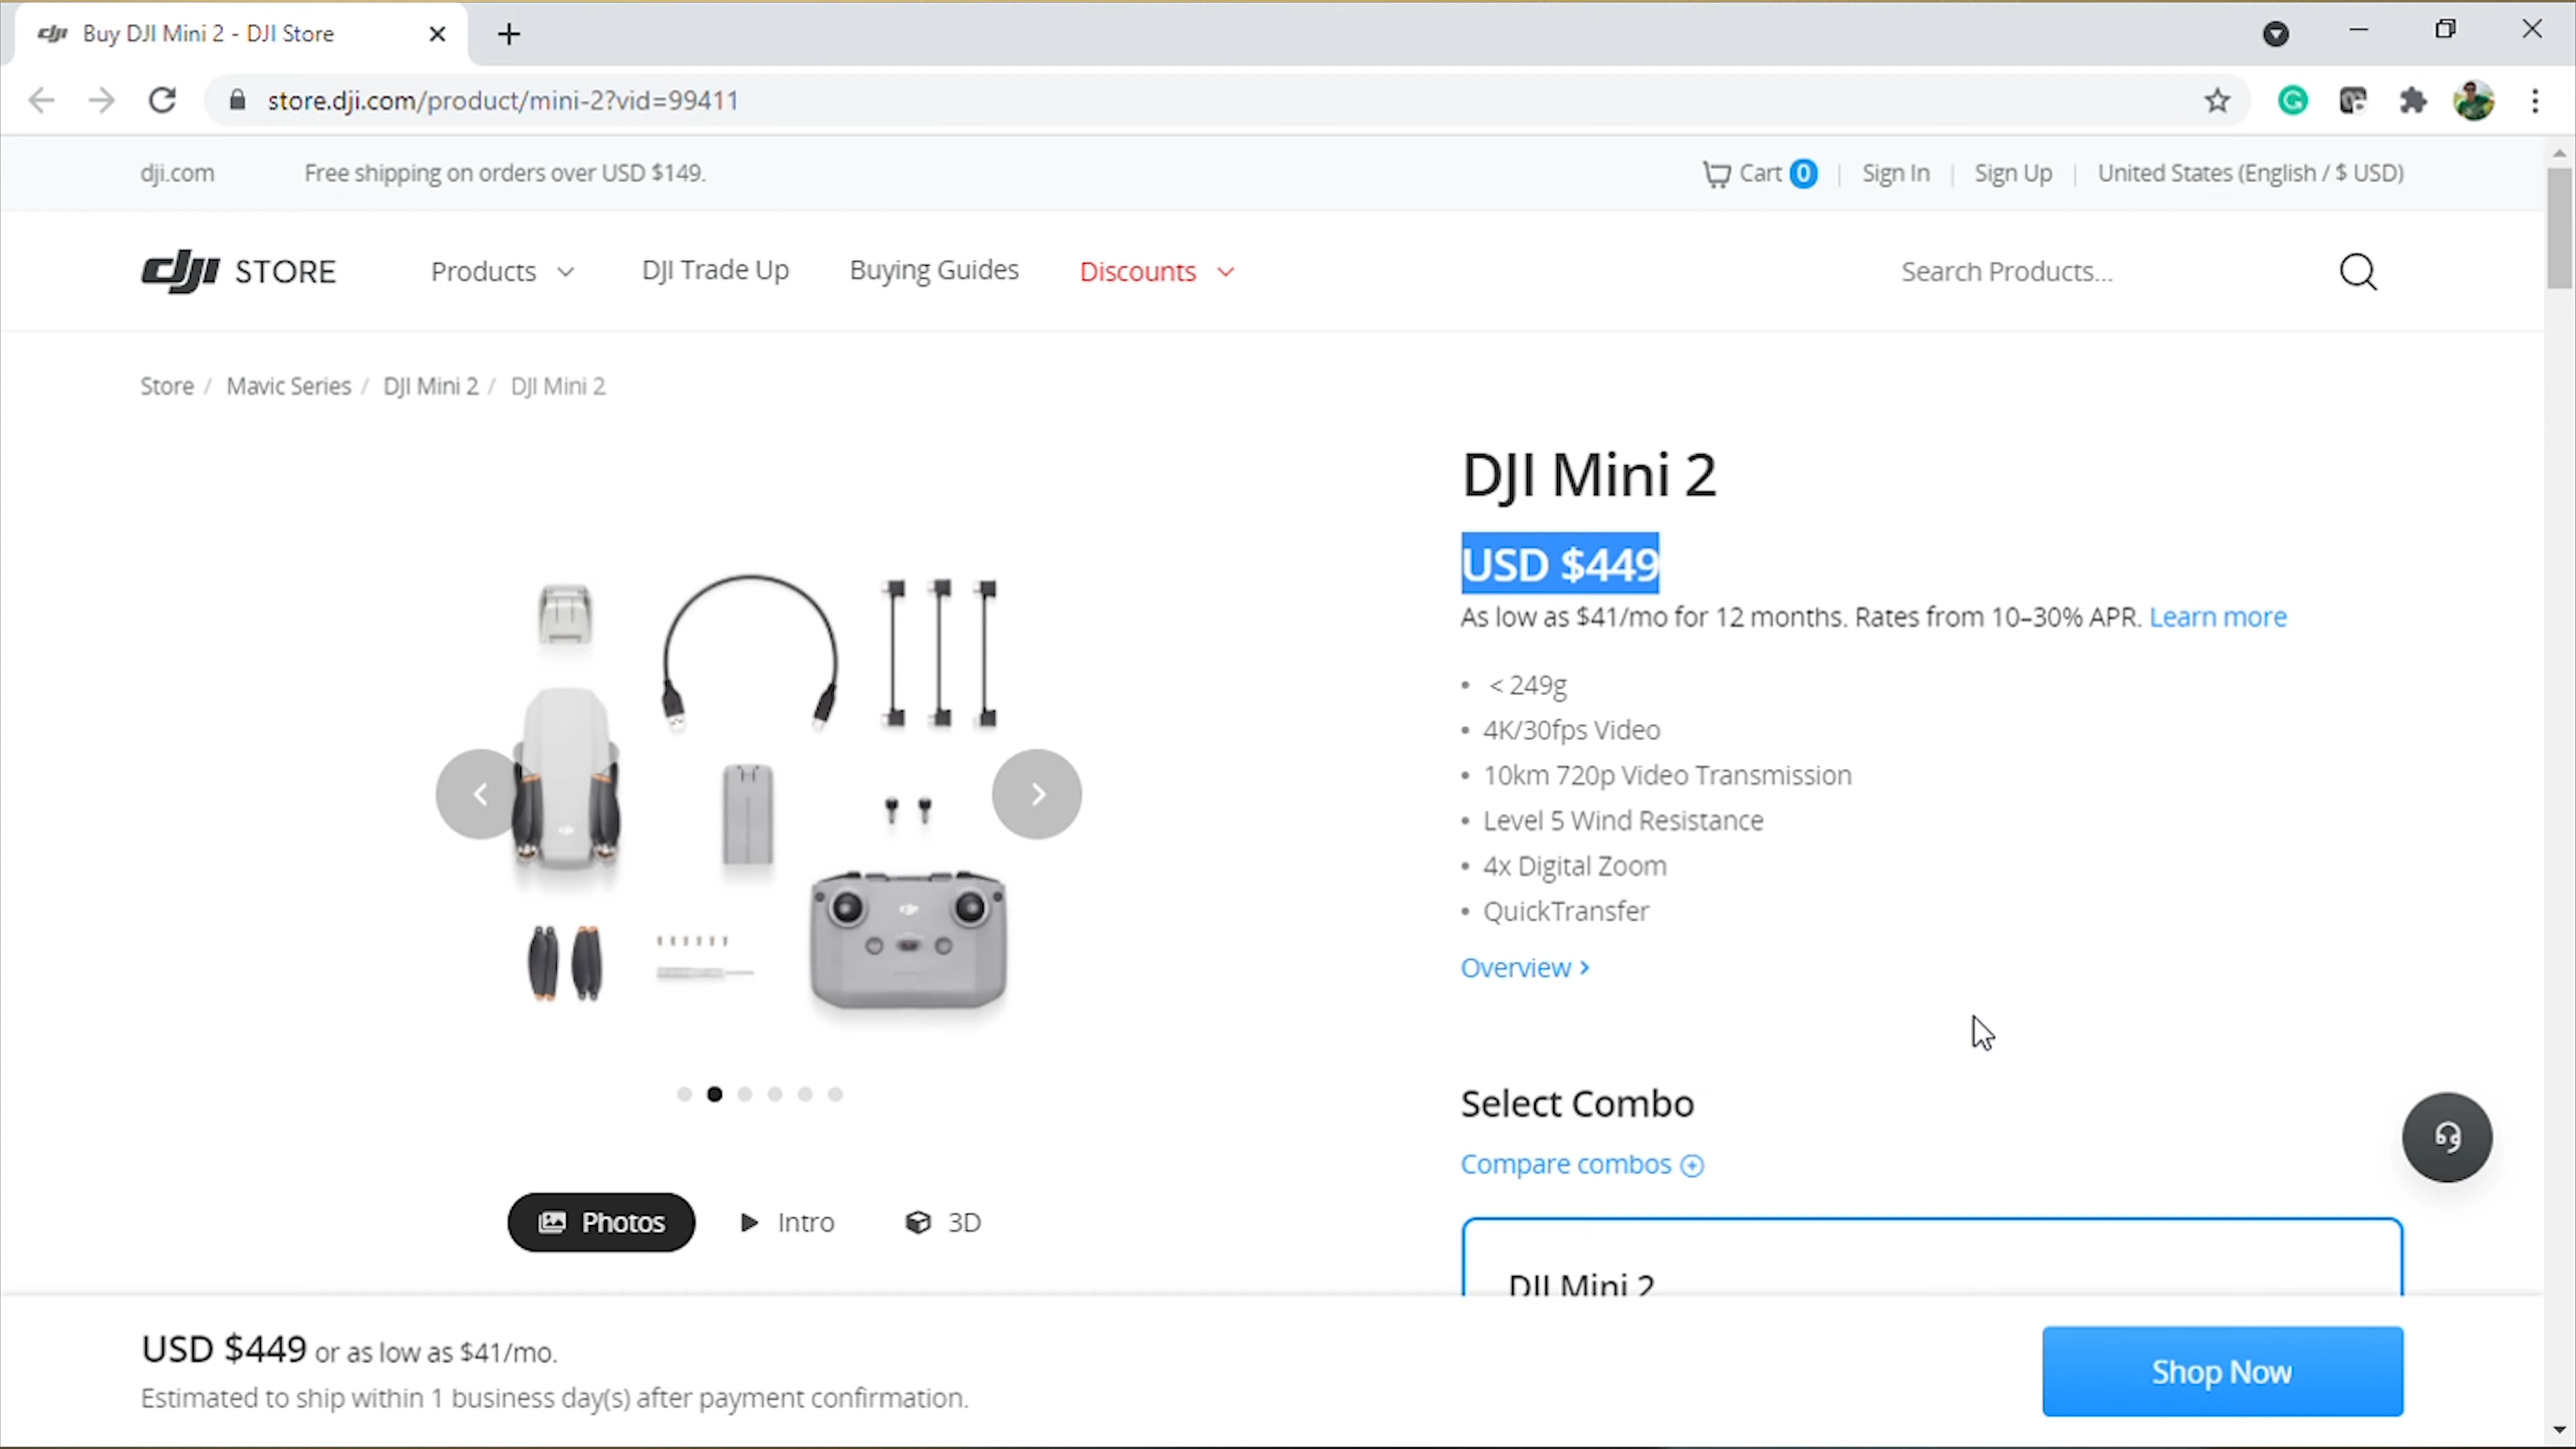 Buy DJI Mini 2 - DJI Store
store.dji.com/product/mini-2?vid=99411
dji.com
Free shipping on orders over USD $149.
Cart 0
Sign In
Sign Up
United States (English / $ USD)
dji STORE
Products
DJI Trade Up
Buying Guides
Discounts
Search Products...
Store / Mavic Series / DJI Mini 2 / DJI Mini 2
DJI Mini 2
USD $449
As low as $41/mo for 12 months. Rates from 10–30% APR. Learn more
• < 249g
• 4K/30fps Video
• 10km 720p Video Transmission
• Level 5 Wind Resistance
• 4x Digital Zoom
• QuickTransfer
Overview >
Select Combo
Compare combos
Photos
Intro
3D
DJI Mini 2
USD $449 or as low as $41/mo.
Estimated to ship within 1 business day(s) after payment confirmation.
Shop Now